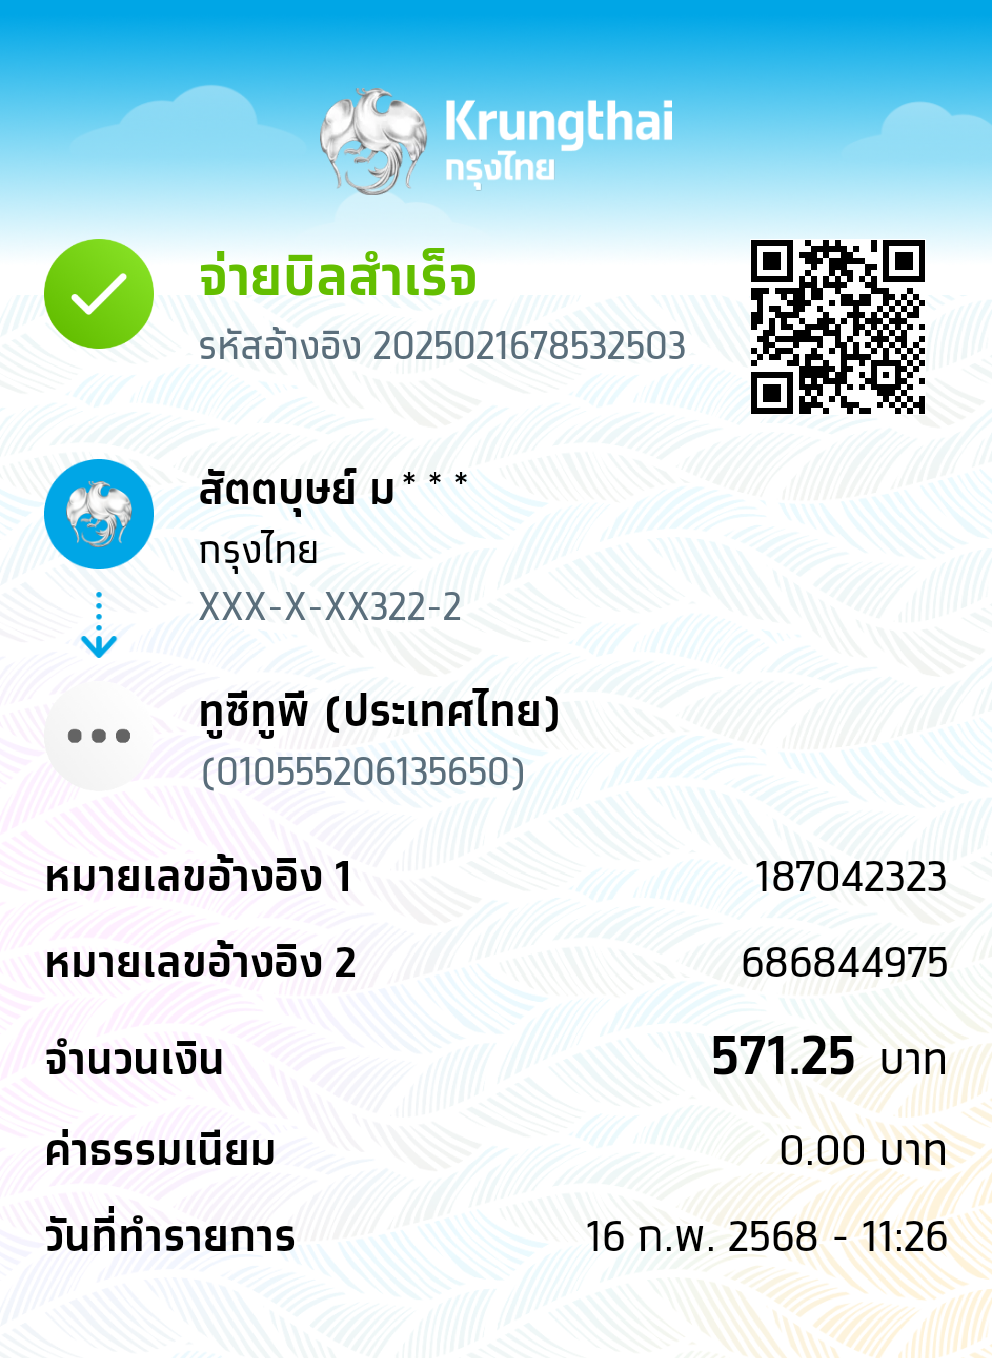 Krungthai
กรุงไทย
จ่ายบิลสำเร็จ
รหัสอ้างอิง 2025021678532503
สัตตบุษย์ ม***
กรุงไทย
XXX-X-XX322-2
ทูซีทูพี (ประเทศไทย)
(010555206135650)
หมายเลขอ้างอิง 1 187042323
หมายเลขอ้างอิง 2 686844975
จำนวนเงิน 571.25 บาท
ค่าธรรมเนียม 0.00 บาท
วันที่ทำรายการ 16 ก.พ. 2568 - 11:26